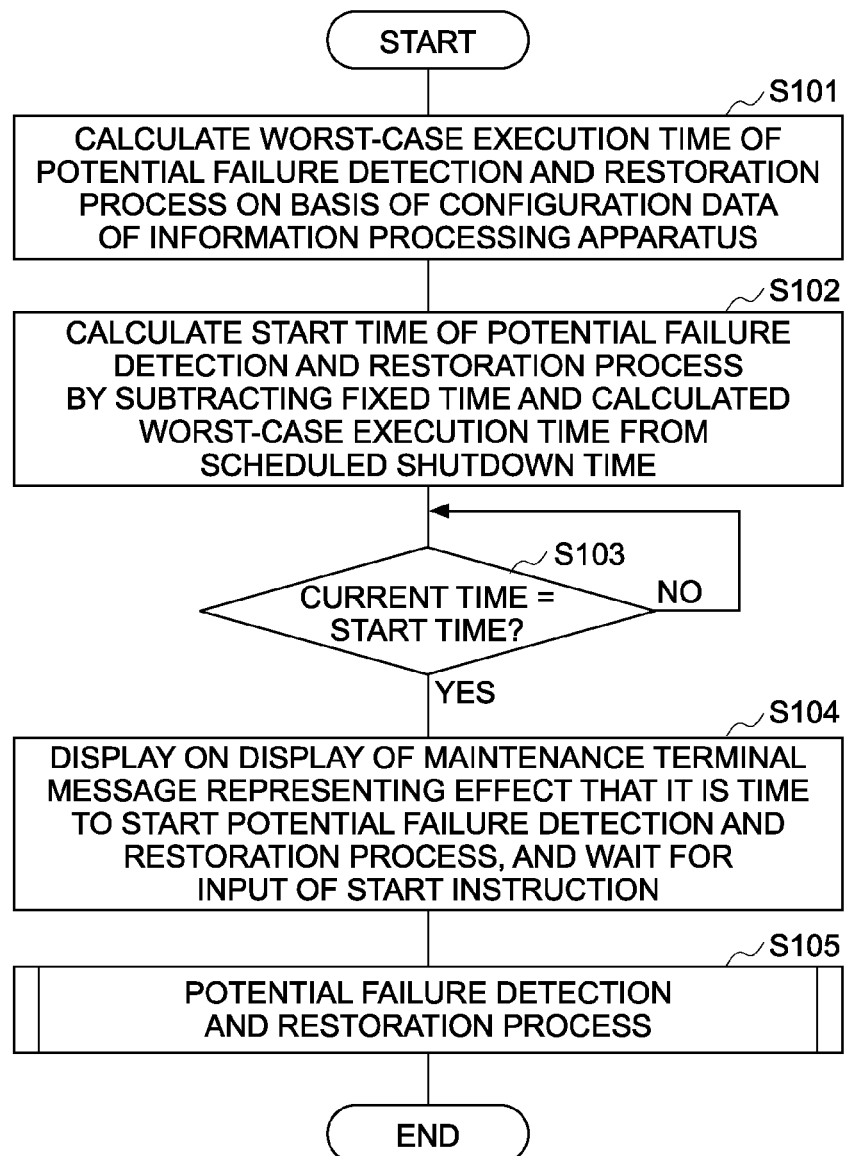 START
S101
CALCULATE WORST-CASE EXECUTION TIME OF
POTENTIAL FAILURE DETECTION AND RESTORATION
PROCESS ON BASIS OF CONFIGURATION DATA
OF INFORMATION PROCESSING APPARATUS
S102
CALCULATE START TIME OF POTENTIAL FAILURE
DETECTION AND RESTORATION PROCESS
BY SUBTRACTING FIXED TIME AND CALCULATED
WORST-CASE EXECUTION TIME FROM
SCHEDULED SHUTDOWN TIME
S103
CURRENT TIME =
START TIME?
NO
YES
S104
DISPLAY ON DISPLAY OF MAINTENANCE TERMINAL
MESSAGE REPRESENTING EFFECT THAT IT IS TIME
TO START POTENTIAL FAILURE DETECTION AND
RESTORATION PROCESS, AND WAIT FOR
INPUT OF START INSTRUCTION
S105
POTENTIAL FAILURE DETECTION
AND RESTORATION PROCESS
END